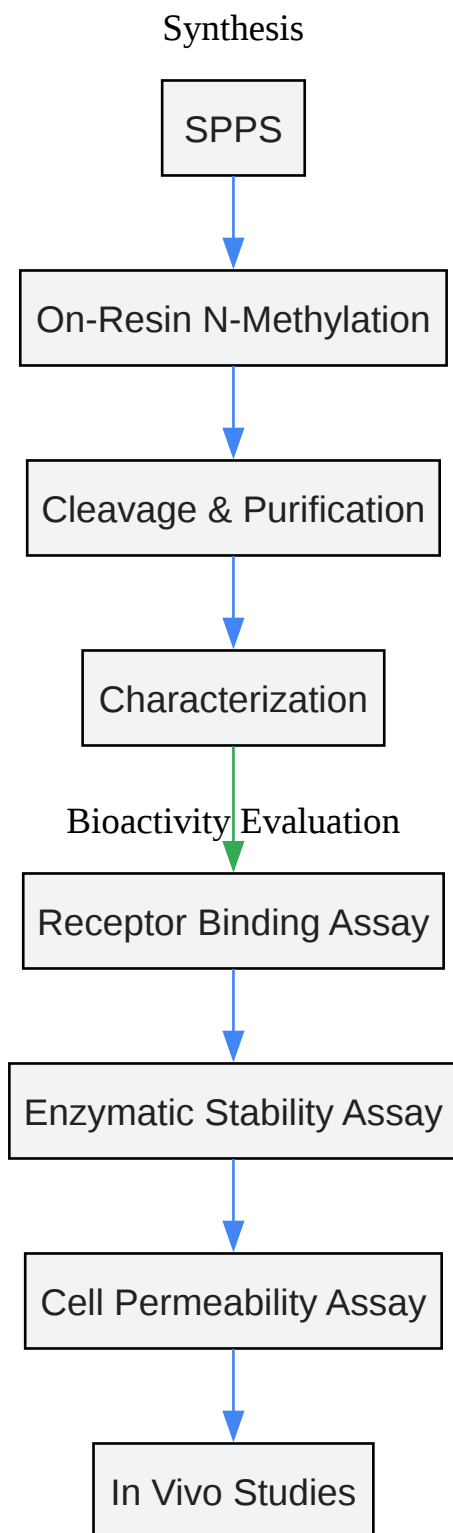 Synthesis
SPPS
On-Resin N-Methylation
Cleavage & Purification
Characterization
Bioactivity Evaluation
Receptor Binding Assay
Enzymatic Stability Assay
Cell Permeability Assay
In Vivo Studies